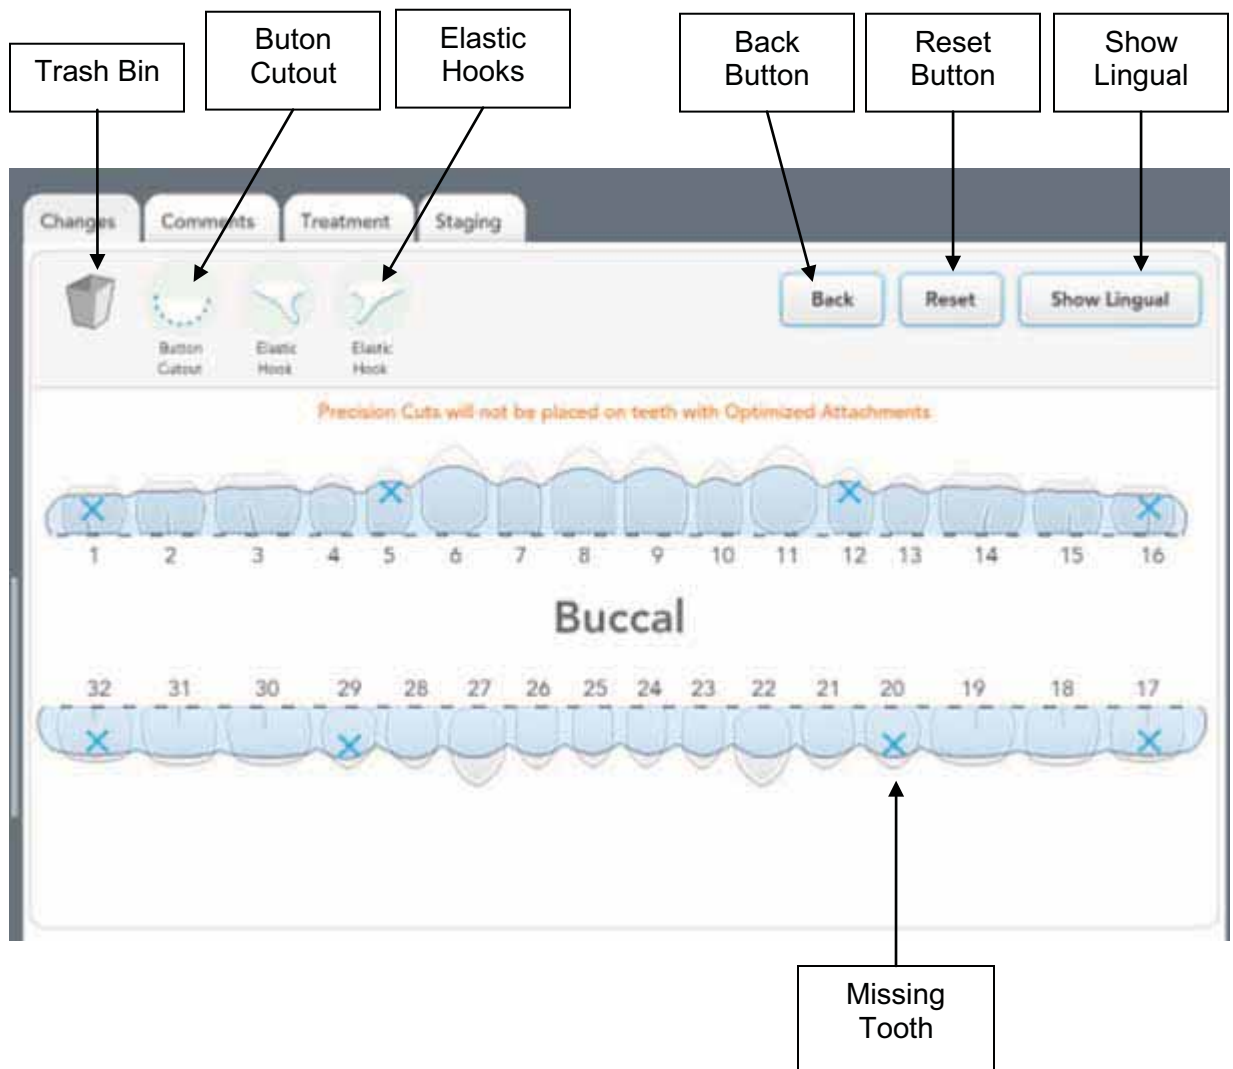 Trash Bin
Buton
Cutout
Elastic
Hooks
Back
Button
Reset
Button
Show
Lingual
Changes Comments Treatment Staging
Back Reset Show Lingual
Button
Cutout
Elastic
Hook
Elastic
Hook
Precision Cuts will not be placed on teeth with Optimized Attachments
1 2 3 4 5 6 7 8 9 10 11 12 13 14 15 16
Buccal
32 31 30 29 28 27 26 25 24 23 22 21 20 19 18 17
Missing
Tooth